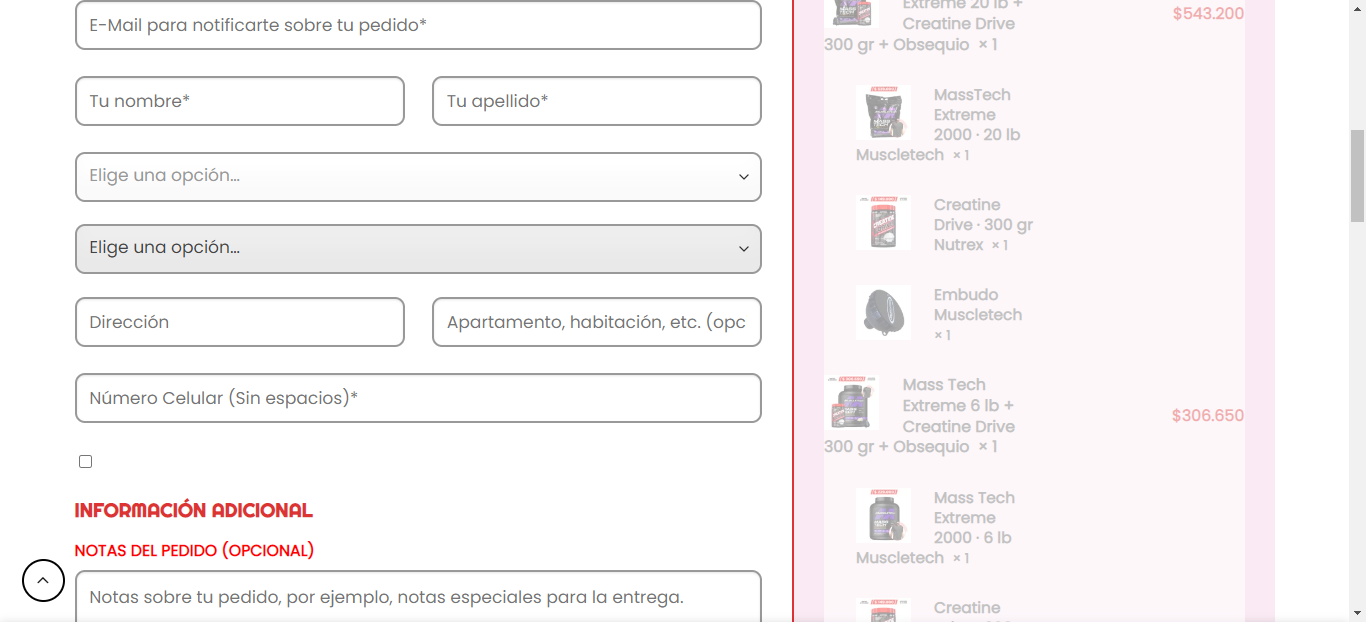 E-Mail para notificarte sobre tu pedido*
Tu nombre*
Tu apellido*
Elige una opción...
Elige una opción...
Dirección
Apartamento, habitación, etc. (opc
Número Celular (Sin espacios)*
INFORMACIÓN ADICIONAL
NOTAS DEL PEDIDO (OPCIONAL)
Notas sobre tu pedido, por ejemplo, notas especiales para la entrega.
Extreme 20 lb +
Creatine Drive
300 gr + Obsequio × 1
$543.200
MassTech
Extreme
2000 · 20 lb
Muscletech × 1
Creatine
Drive · 300 gr
Nutrex × 1
Embudo
Muscletech
× 1
Mass Tech
Extreme 6 lb +
Creatine Drive
300 gr + Obsequio × 1
$306.650
Mass Tech
Extreme
2000 · 6 lb
Muscletech × 1
Creatine